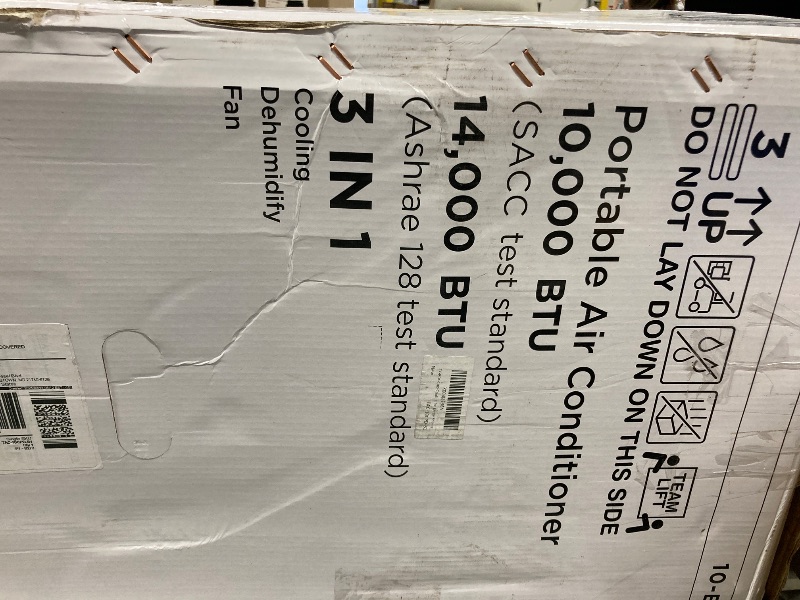 3
UP
DO NOT LAY DOWN ON THIS SIDE
TEAM
LIFT
10-E
Portable Air Conditioner
10,000 BTU
(SACC test standard)
14,000 BTU
(Ashrae 128 test standard)
3 IN 1
Cooling
Dehumidify
Fan